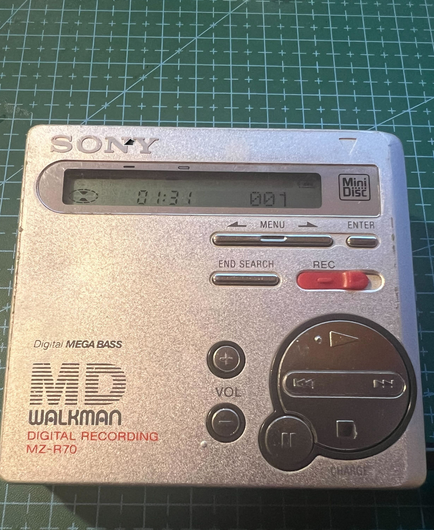 SONY
01:31 001
Mini
Disc
MENU ENTER
END SEARCH REC
Digital MEGA BASS
MD
WALKMAN
VOL
DIGITAL RECORDING
MZ-R70
CHARGE